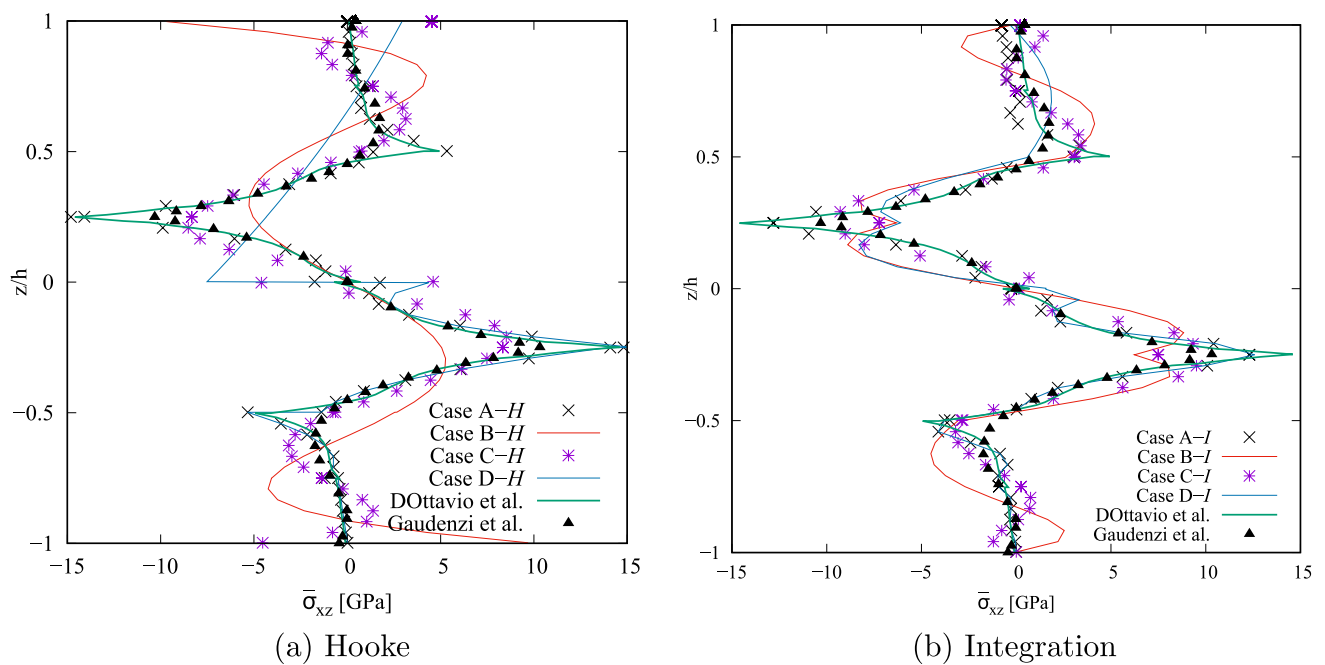 1
0.5
0
−0.5
−1
z/h
−15
−10
−5
0
5
10
15
σ̅xz [GPa]
Case A−H
Case B−H
Case C−H
Case D−H
DOttavio et al.
Gaudenzi et al.
(a) Hooke
1
0.5
0
−0.5
−1
z/h
−15
−10
−5
0
5
10
15
σ̅xz [GPa]
Case A−I
Case B−I
Case C−I
Case D−I
DOttavio et al.
Gaudenzi et al.
(b) Integration